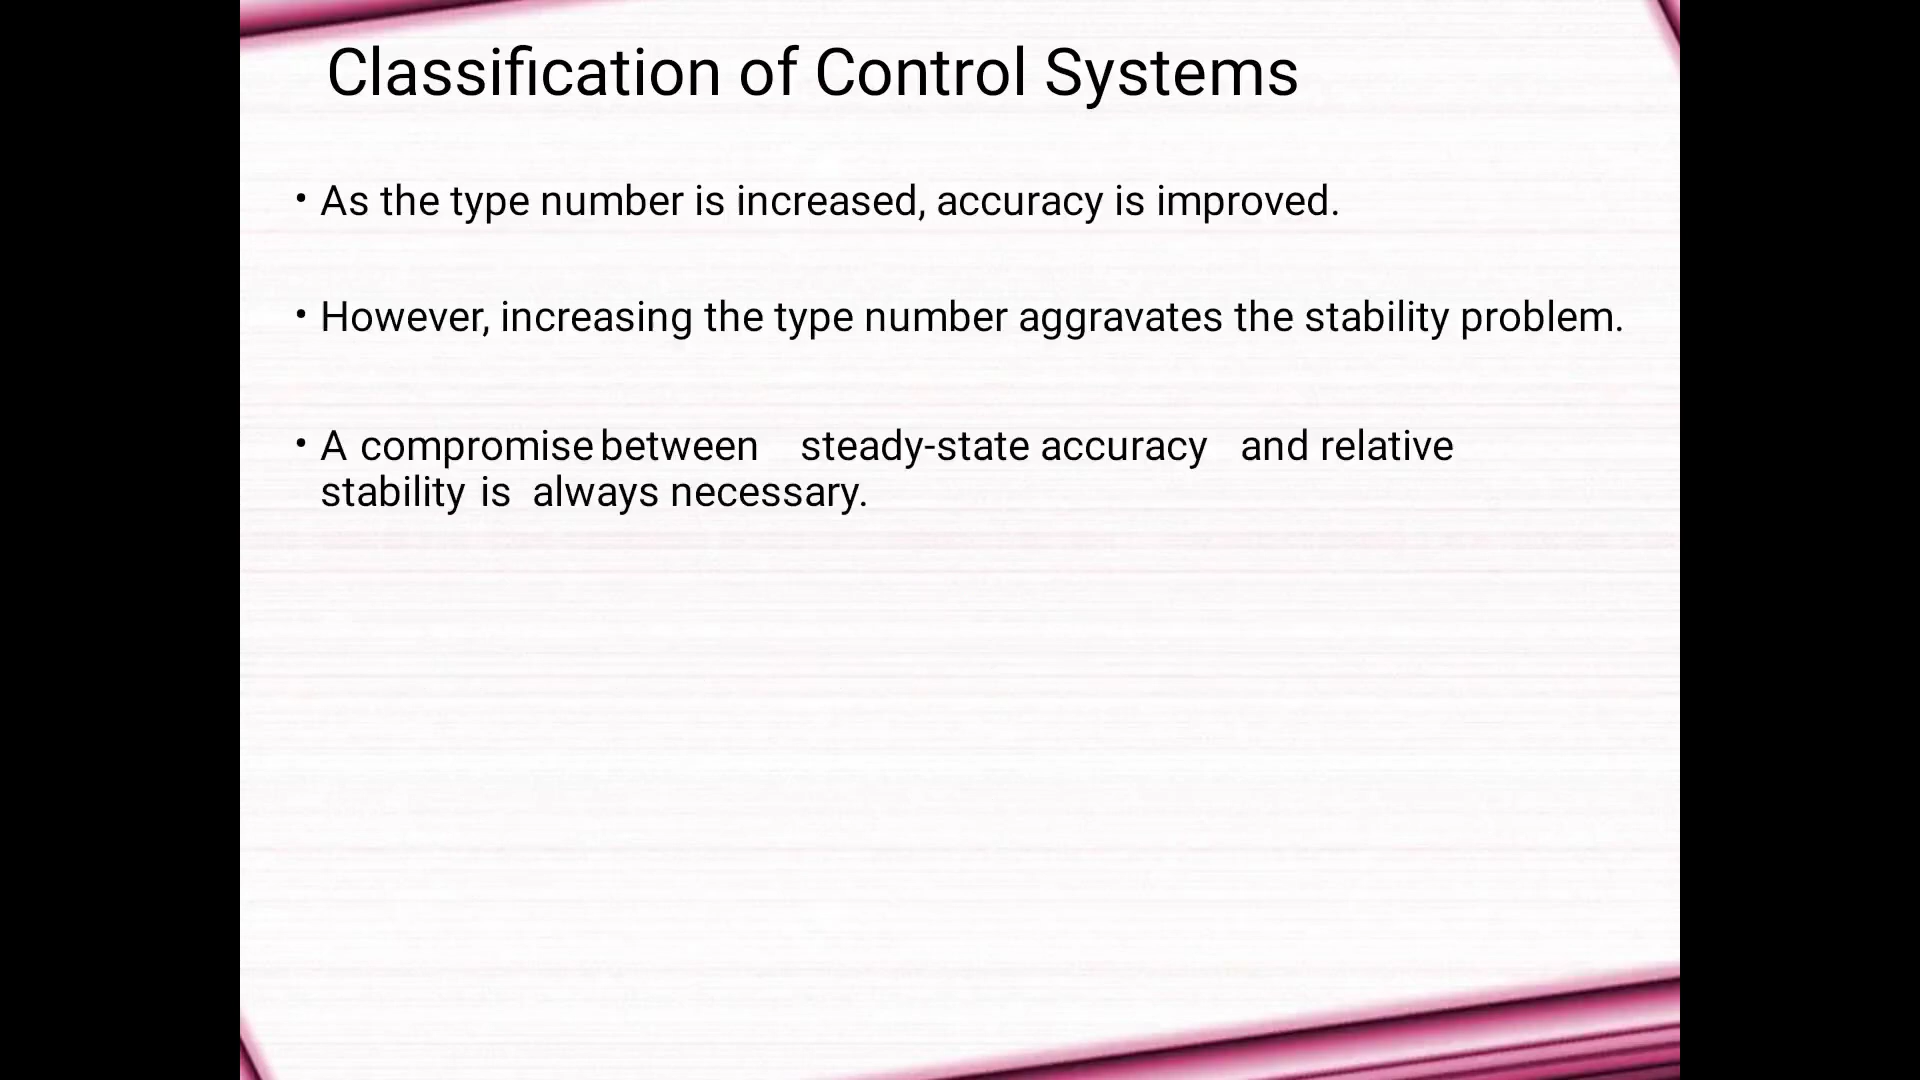 Classification of Control Systems
• As the type number is increased, accuracy is improved.
• However, increasing the type number aggravates the stability problem.
• A compromise between steady-state accuracy and relative
stability is always necessary.